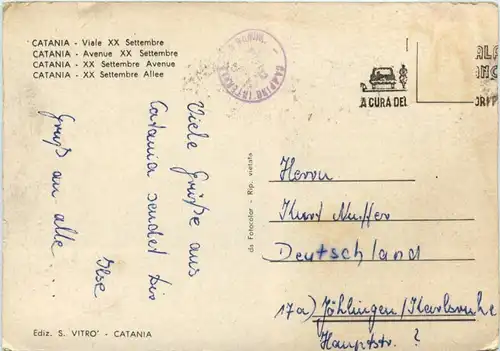 CATANIA - Viale XX Settembre
CATANIA - Avenue XX Settembre
CATANIA - XX Settembre Avenue
CATANIA - XX Settembre Allee
Viele Grüße aus
Catania sendet Dir
Ilse
Gruß an alle ...
Ediz. S. VITRO' - CATANIA
da Fotocolor - Rip. vietata
A CURA DEL
Herrn
Kurt
Deutschland
17a) Jöhlingen/Karlsruhe
Hauptstr. ?